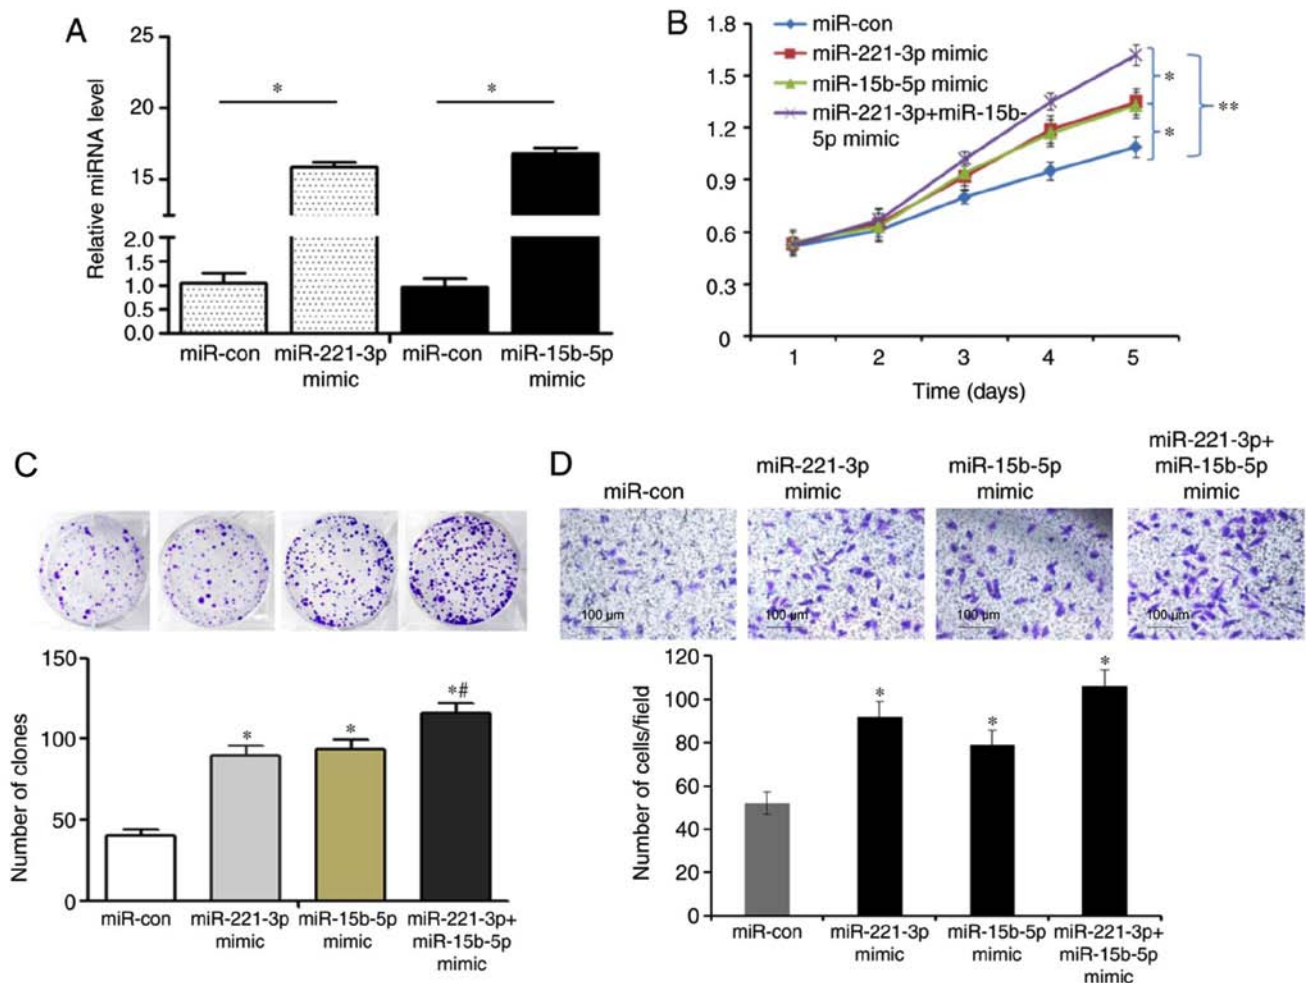 A
Relative miRNA level
25
20
15
2.0
1.5
1.0
0.5
0.0
*
*
miR-con
miR-221-3p
mimic
miR-con
miR-15b-5p
mimic
B
1.8
1.5
1.2
0.9
0.6
0.3
0
miR-con
miR-221-3p mimic
miR-15b-5p mimic
miR-221-3p+miR-15b-
5p mimic
*
*
**
1
2
3
4
5
Time (days)
C
Number of clones
150
100
50
0
*
*
*#
miR-con
miR-221-3p
mimic
miR-15b-5p
mimic
miR-221-3p+
miR-15b-5p
mimic
D
miR-con
miR-221-3p
mimic
miR-15b-5p
mimic
miR-221-3p+
miR-15b-5p
mimic
100 µm
100 µm
100 µm
100 µm
Number of cells/field
120
100
80
60
40
20
0
*
*
*
miR-con
miR-221-3p
mimic
miR-15b-5p
mimic
miR-221-3p+
miR-15b-5p
mimic